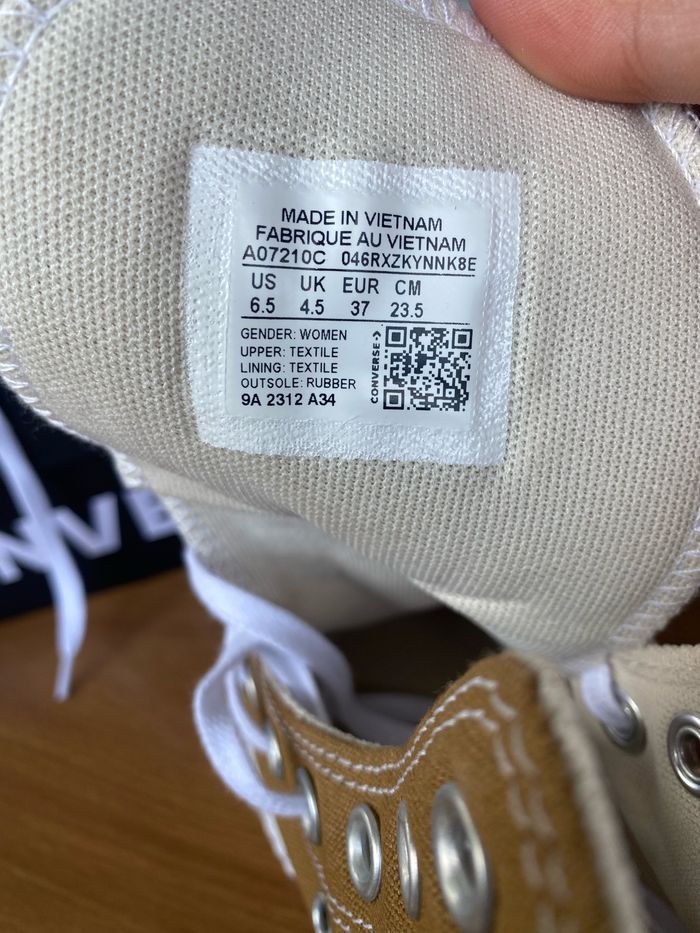 MADE IN VIETNAM
FABRIQUE AU VIETNAM
A07210C 046RXZKYNNK8E
US UK EUR CM
6.5 4.5 37 23.5
GENDER: WOMEN
UPPER: TEXTILE
LINING: TEXTILE
OUTSOLE: RUBBER
9A 2312 A34
CONVERSE->
NVE